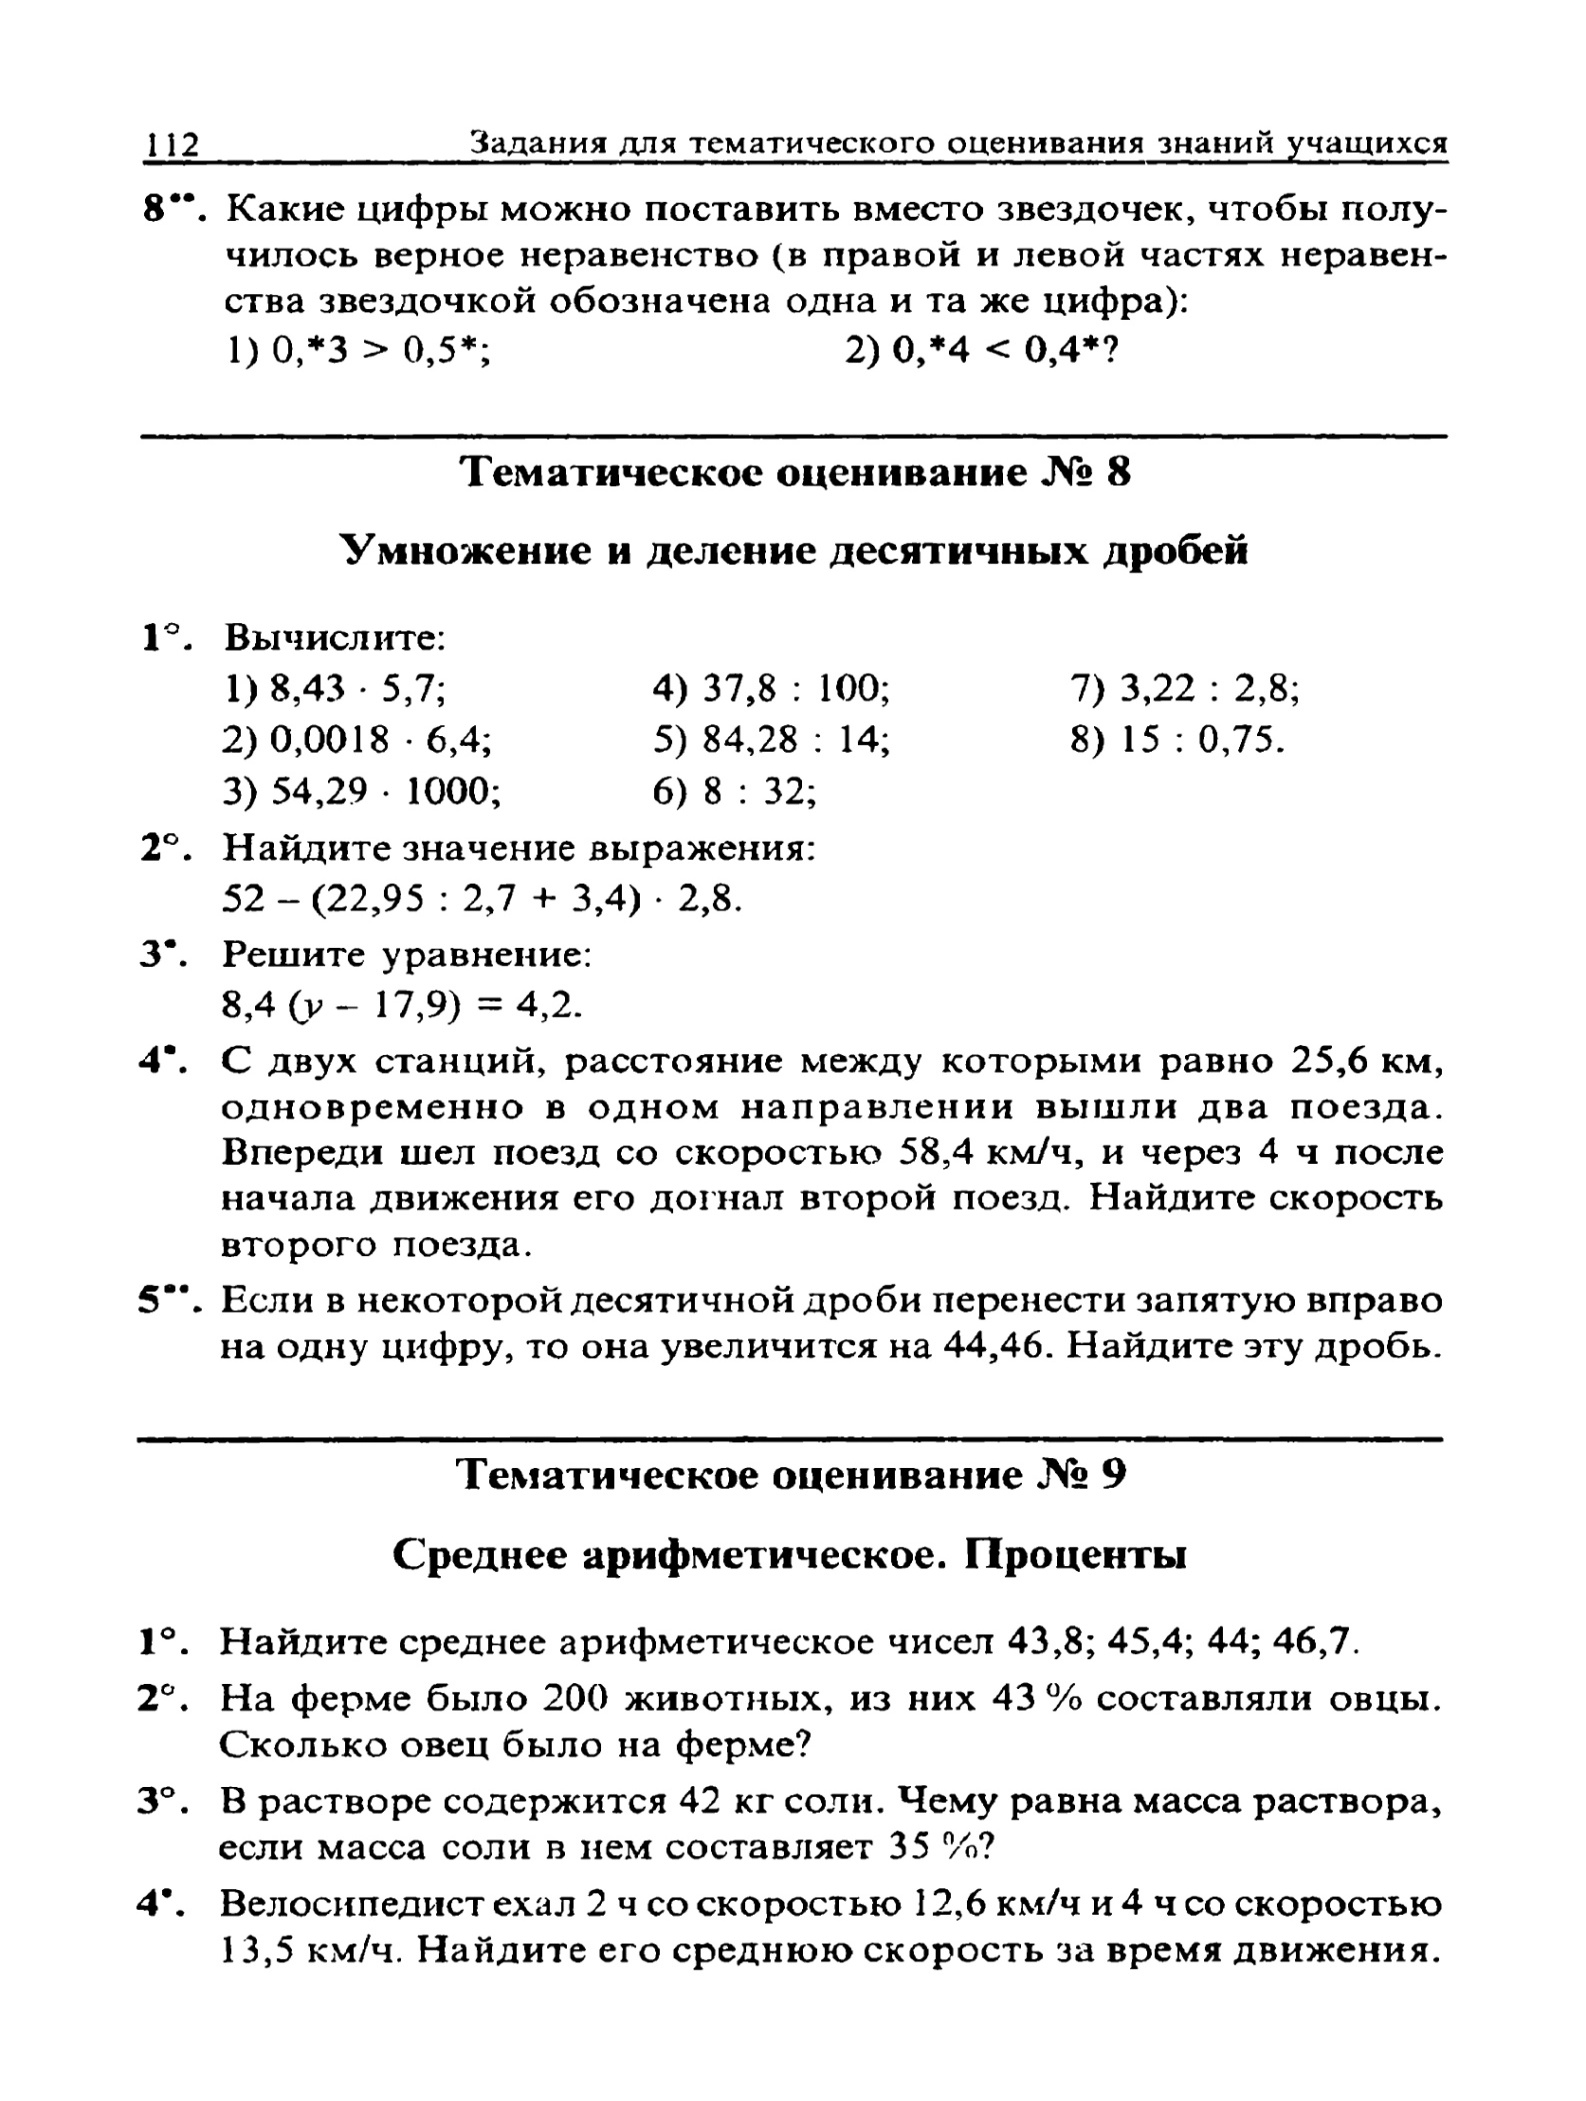 112 Задания для тематического оценивания знаний учащихся
8••. Какие цифры можно поставить вместо звездочек, чтобы полу-
чилось верное неравенство (в правой и левой частях неравен-
ства звездочкой обозначена одна и та же цифра):
1) 0,*3 > 0,5*; 2) 0,*4 < 0,4*?
Тематическое оценивание № 8
Умножение и деление десятичных дробей
1°. Вычислите:
1) 8,43 · 5,7; 4) 37,8 : 100; 7) 3,22 : 2,8;
2) 0,0018 · 6,4; 5) 84,28 : 14; 8) 15 : 0,75.
3) 54,29 · 1000; 6) 8 : 32;
2°. Найдите значение выражения:
52 – (22,95 : 2,7 + 3,4) · 2,8.
3•. Решите уравнение:
8,4 (y – 17,9) = 4,2.
4•. С двух станций, расстояние между которыми равно 25,6 км,
одновременно в одном направлении вышли два поезда.
Впереди шел поезд со скоростью 58,4 км/ч, и через 4 ч после
начала движения его догнал второй поезд. Найдите скорость
второго поезда.
5••. Если в некоторой десятичной дроби перенести запятую вправо
на одну цифру, то она увеличится на 44,46. Найдите эту дробь.
Тематическое оценивание № 9
Среднее арифметическое. Проценты
1°. Найдите среднее арифметическое чисел 43,8; 45,4; 44; 46,7.
2°. На ферме было 200 животных, из них 43 % составляли овцы.
Сколько овец было на ферме?
3°. В растворе содержится 42 кг соли. Чему равна масса раствора,
если масса соли в нем составляет 35 %?
4•. Велосипедист ехал 2 ч со скоростью 12,6 км/ч и 4 ч со скоростью
13,5 км/ч. Найдите его среднюю скорость за время движения.